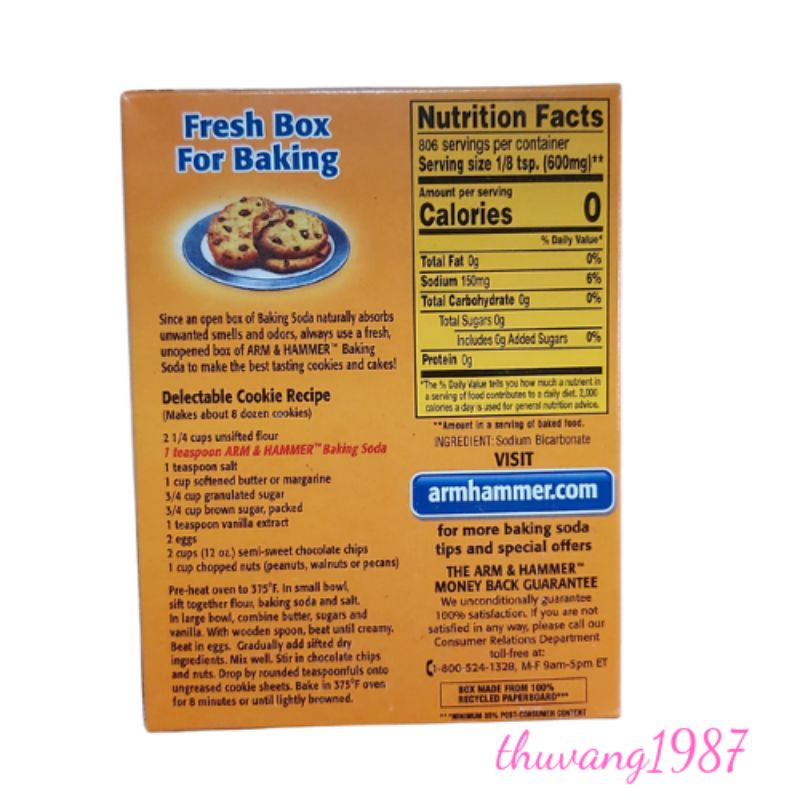 Fresh Box
For Baking
Since an open box of Baking Soda naturally absorbs
unwanted smells and odors, always use a fresh,
unopened box of ARM & HAMMER™ Baking
Soda to make the best tasting cookies and cakes!
Delectable Cookie Recipe
(Makes about 8 dozen cookies)
2 1/4 cups unsifted flour
1 teaspoon ARM & HAMMER™ Baking Soda
1 teaspoon salt
1 cup softened butter or margarine
3/4 cup granulated sugar
3/4 cup brown sugar, packed
1 teaspoon vanilla extract
2 eggs
2 cups (12 oz.) semi-sweet chocolate chips
1 cup chopped nuts (peanuts, walnuts or pecans)
Pre-heat oven to 375°F. In small bowl,
sift together flour, baking soda and salt.
In large bowl, combine butter, sugars and
vanilla. With wooden spoon, beat until creamy.
Beat in eggs. Gradually add sifted dry
ingredients. Mix well. Stir in chocolate chips
and nuts. Drop by rounded teaspoonfuls onto
ungreased cookie sheets. Bake in 375°F oven
for 8 minutes or until lightly browned.
Nutrition Facts
806 servings per container
Serving size 1/8 tsp. (600mg)**
Amount per serving
Calories 0
% Daily Value*
Total Fat 0g 0%
Sodium 150mg 6%
Total Carbohydrate 0g 0%
Total Sugars 0g
Includes 0g Added Sugars 0%
Protein 0g
*The % Daily Value tells you how much a nutrient in
a serving of food contributes to a daily diet. 2,000
calories a day is used for general nutrition advice.
**Amount in a serving of baked food.
INGREDIENT: Sodium Bicarbonate
VISIT
armhammer.com
for more baking soda
tips and special offers
THE ARM & HAMMER™
MONEY BACK GUARANTEE
We unconditionally guarantee
100% satisfaction. If you are not
satisfied in any way, please call our
Consumer Relations Department
toll-free at:
1-800-524-1328, M-F 9am-5pm ET
BOX MADE FROM 100%
RECYCLED PAPERBOARD***
***MINIMUM 35% POST-CONSUMER CONTENT
thuvang1987